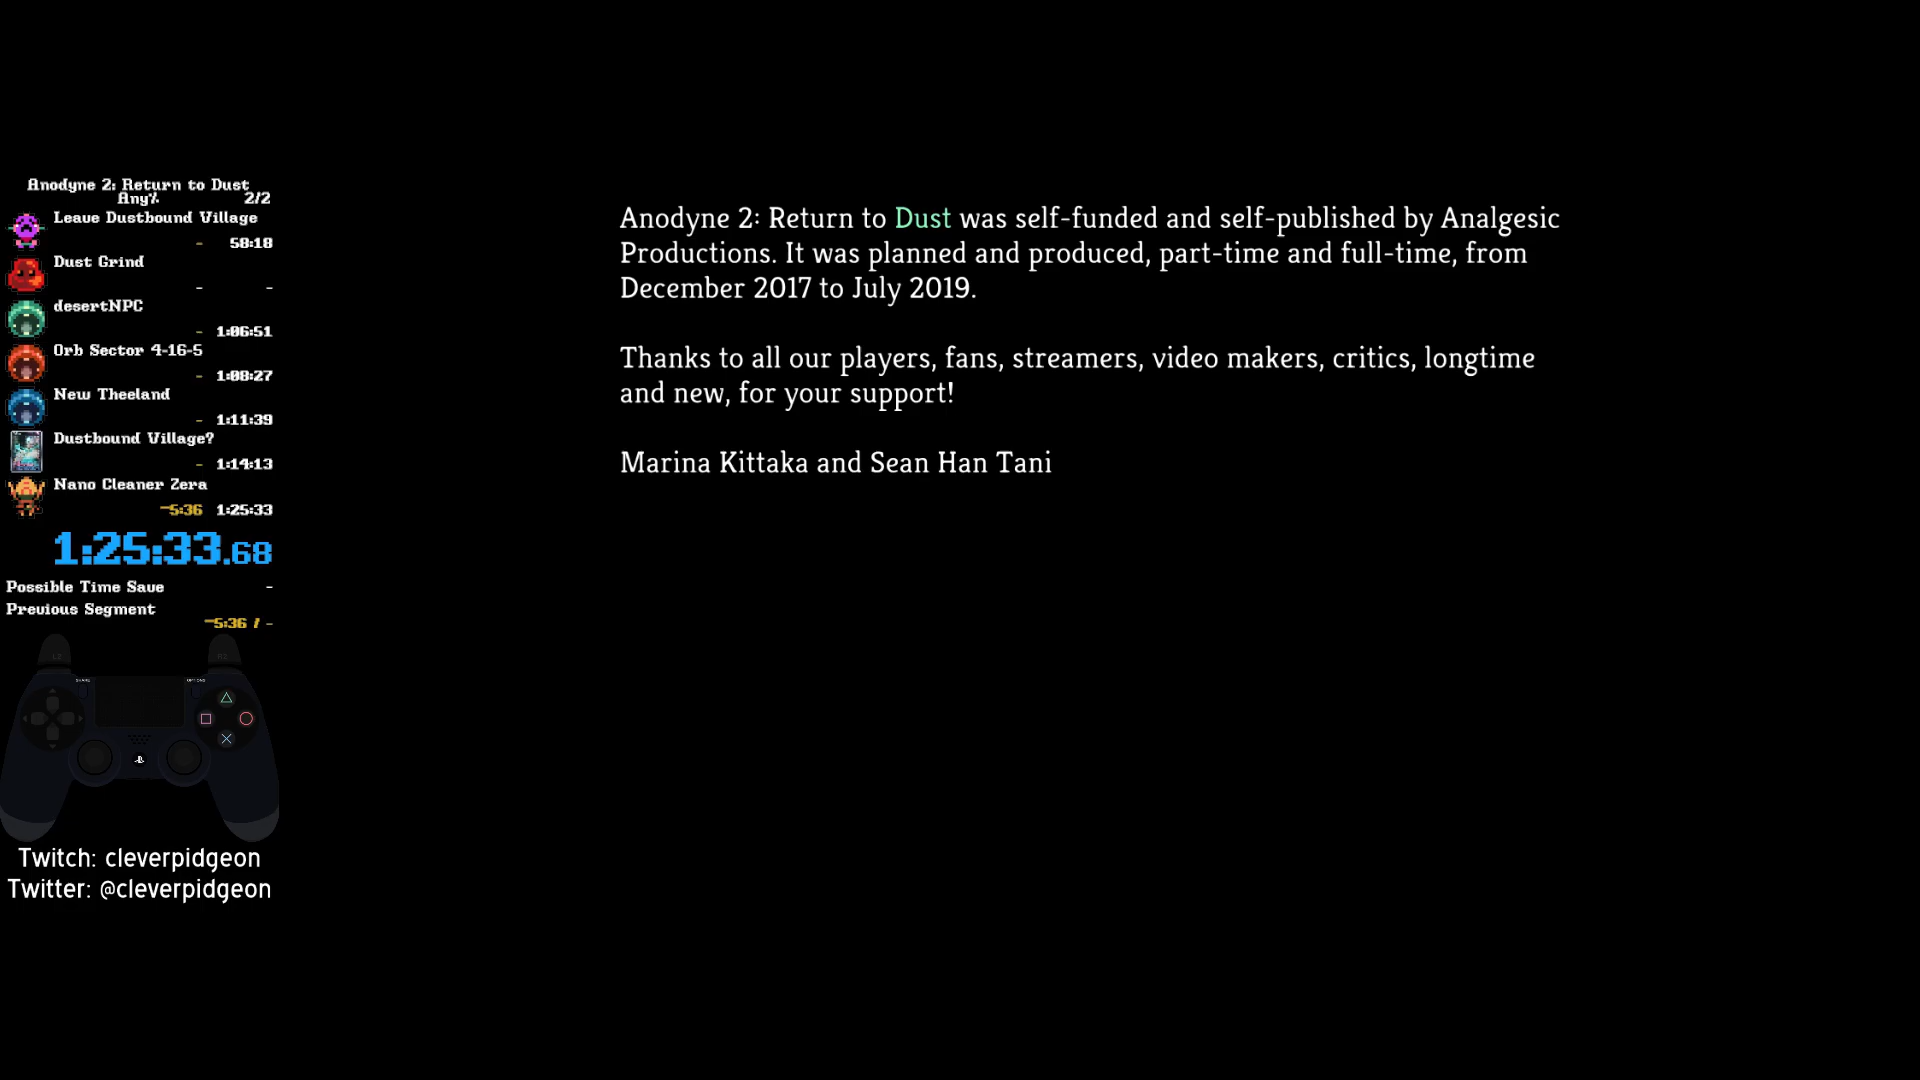 Anodyne 2: Return to Dust
Any% 2/2
Leave Dustbound Village
- 58:18
Dust Grind
- -
desertNPC
- 1:06:51
Orb Sector 4-16-5
- 1:08:27
New Theeland
- 1:11:39
Dustbound Village?
- 1:14:13
Nano Cleaner Zera
-5:36 1:25:33
1:25:33.68
Possible Time Save -
Previous Segment
-5:36 / -
L2 R2
SHARE OPTIONS
Twitch: cleverpidgeon
Twitter: @cleverpidgeon
Anodyne 2: Return to Dust was self-funded and self-published by Analgesic
Productions. It was planned and produced, part-time and full-time, from
December 2017 to July 2019.
Thanks to all our players, fans, streamers, video makers, critics, longtime
and new, for your support!
Marina Kittaka and Sean Han Tani